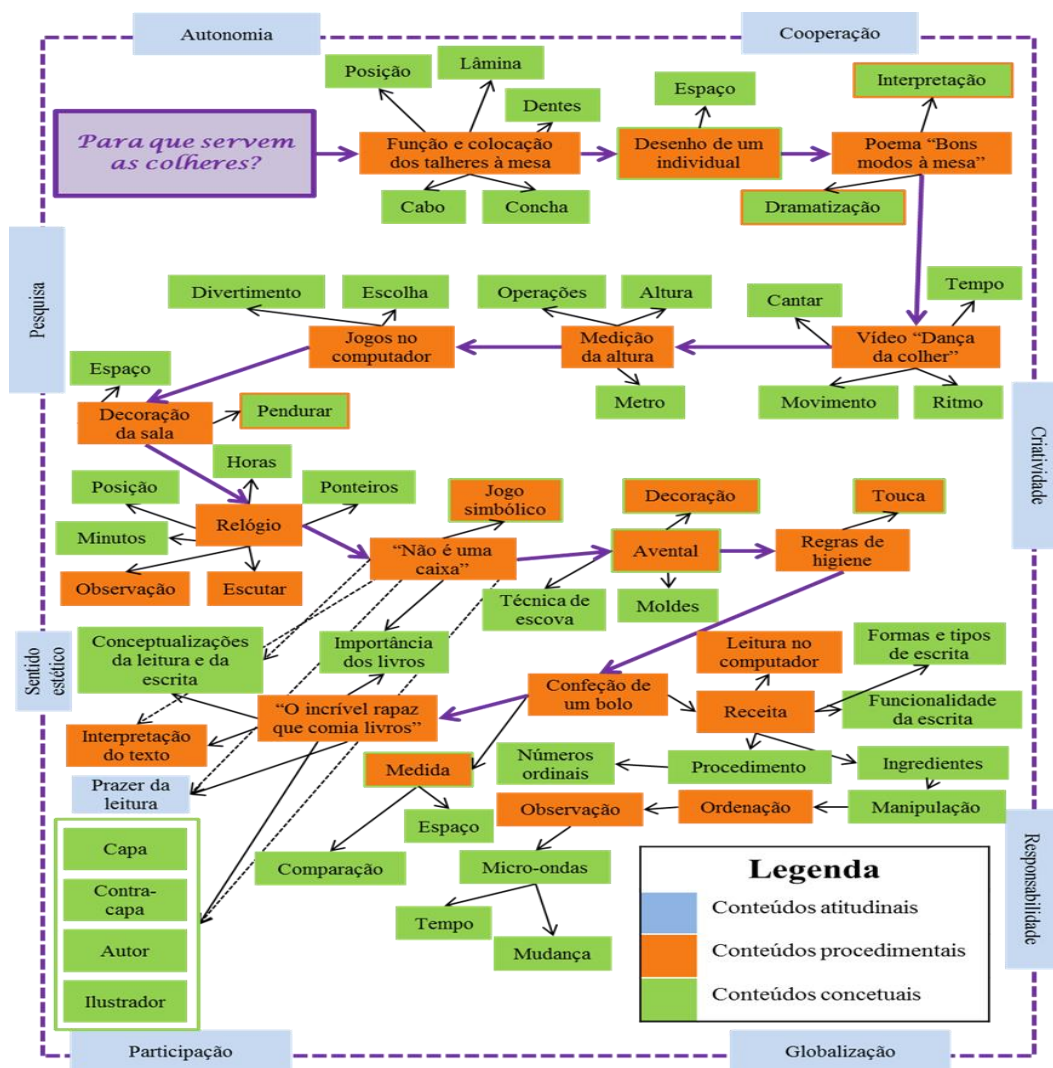 Autonomia
Cooperação
Posição
Lâmina
Dentes
Espaço
Interpretação
Para que servem
as colheres?
Função e colocação
dos talheres à mesa
Desenho de um
individual
Poema “Bons
modos à mesa”
Cabo
Concha
Dramatização
Pesquisa
Divertimento
Escolha
Operações
Altura
Cantar
Tempo
Jogos no
computador
Medição
da altura
Vídeo “Dança
da colher”
Espaço
Metro
Movimento
Ritmo
Decoração
da sala
Pendurar
Criatividade
Horas
Posição
Ponteiros
Jogo
simbólico
Decoração
Touca
Minutos
Relógio
“Não é uma
caixa”
Avental
Regras de
higiene
Observação
Escutar
Técnica de
escova
Moldes
Sentido
estético
Conceptualizações
da leitura e da
escrita
Importância
dos livros
Leitura no
computador
Formas e tipos
de escrita
Confeção de
um bolo
Receita
Funcionalidade
da escrita
“O incrível rapaz
que comia livros”
Interpretação
do texto
Prazer da
leitura
Medida
Números
ordinais
Procedimento
Ingredientes
Espaço
Observação
Ordenação
Manipulação
Comparação
Micro-ondas
Tempo
Mudança
Capa
Contra-
capa
Autor
Ilustrador
Legenda
Conteúdos atitudinais
Conteúdos procedimentais
Conteúdos concetuais
Responsabilidade
Participação
Globalização